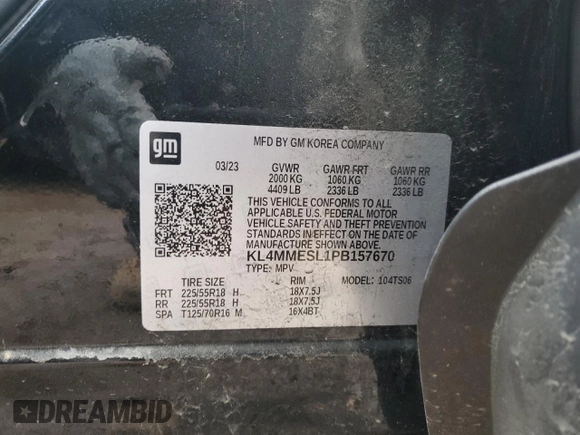 gm
MFD BY GM KOREA COMPANY
03/23 GVWR GAWR FRT GAWR RR
2000 KG 1060 KG 1060 KG
4409 LB 2336 LB 2336 LB
THIS VEHICLE CONFORMS TO ALL
APPLICABLE U.S. FEDERAL MOTOR
VEHICLE SAFETY AND THEFT
PREVENTION STANDARDS IN EFFECT
ON THE DATE OF MANUFACTURE SHOWN ABOVE.
KL4MMESL1PB157670
TYPE: MPV
TIRE SIZE RIM MODEL: 104TS06
FRT 225/55R18 H 18X7.5J
RR 225/55R18 H 18X7.5J
SPA T125/70R16 M 16X4BT
DREAMBID